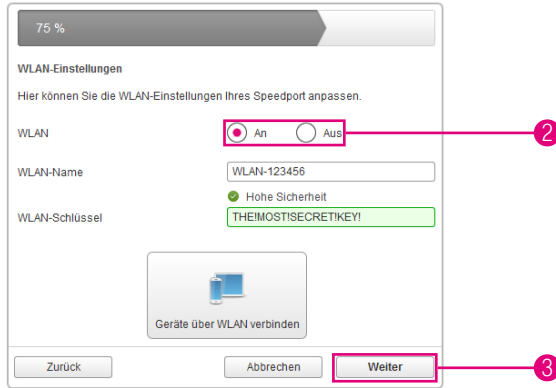 75 %
WLAN-Einstellungen
Hier können Sie die WLAN-Einstellungen Ihres Speedport anpassen.
WLAN An Aus 2
WLAN-Name WLAN-123456
Hohe Sicherheit
WLAN-Schlüssel THE!MOST!SECRET!KEY!
Geräte über WLAN verbinden
Zurück Abbrechen Weiter 3